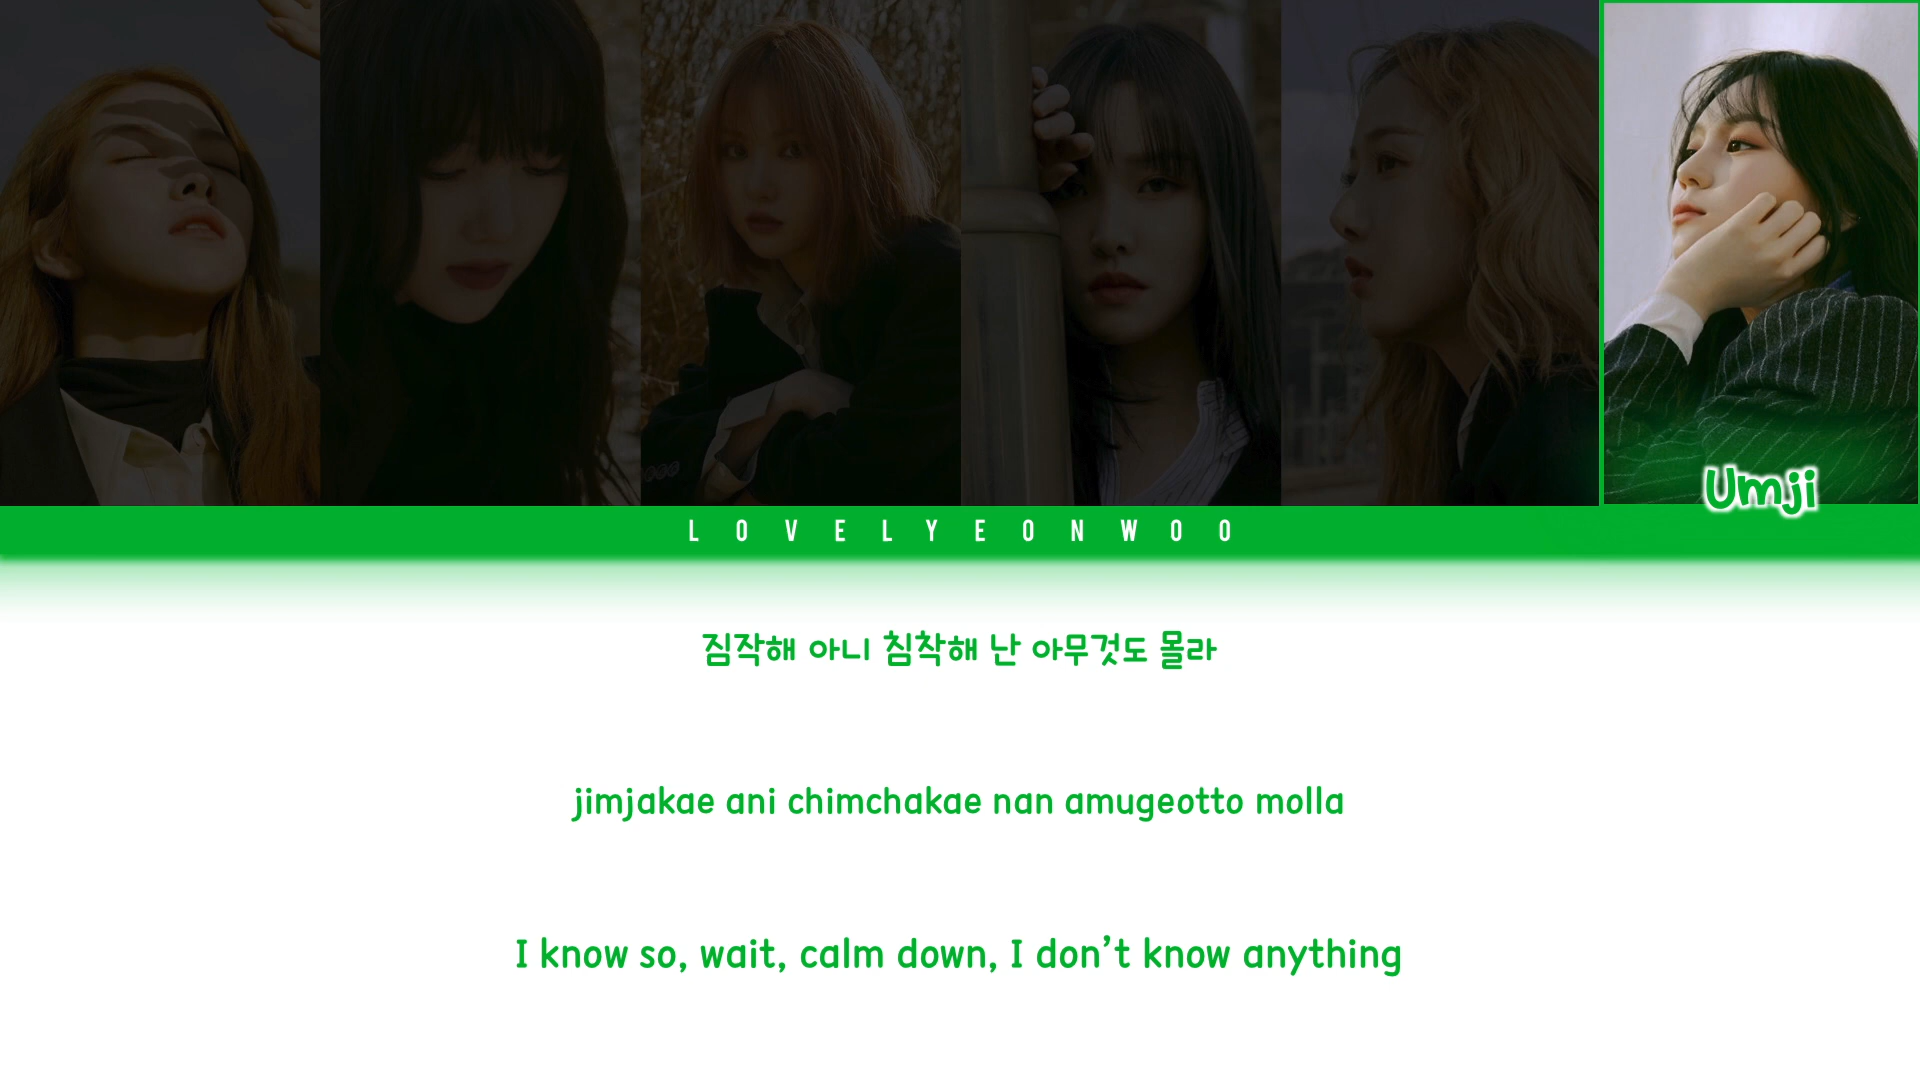 Umji
LOVELYEONWOO
짐작해 아니 침착해 난 아무것도 몰라
jimjakae ani chimchakae nan amugeotto molla
I know so, wait, calm down, I don’t know anything